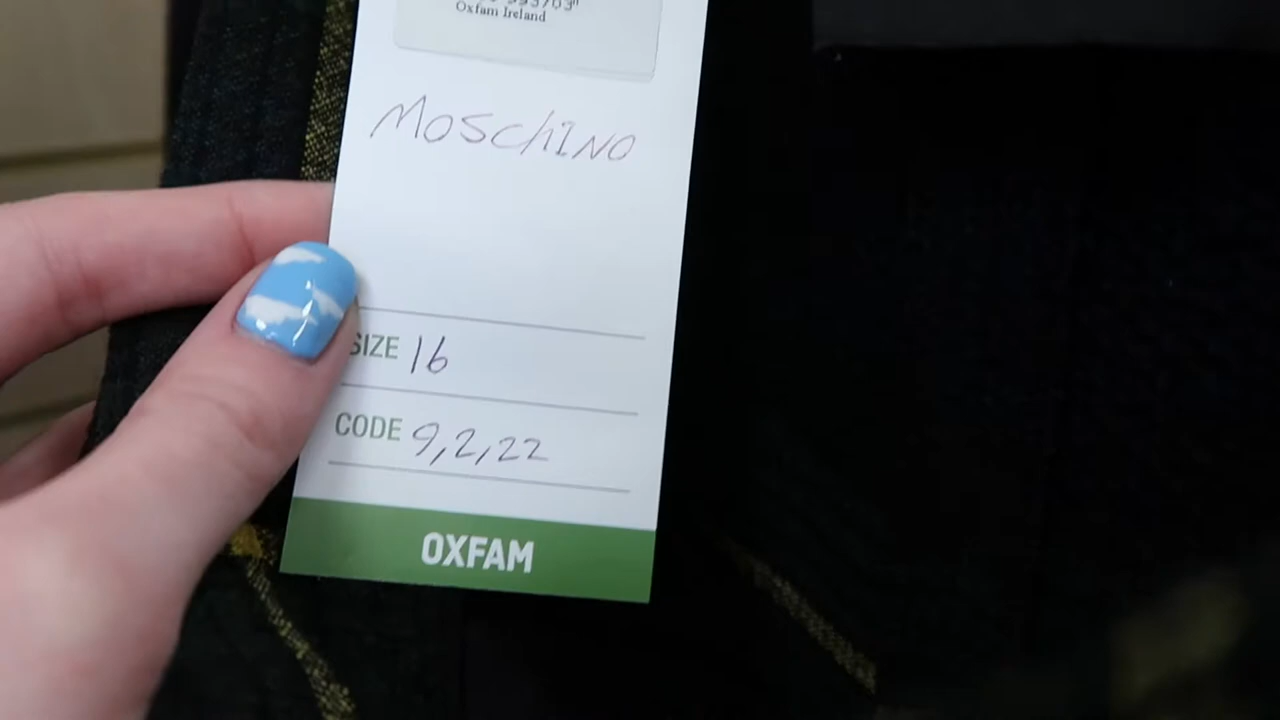 Oxfam Ireland
Moschino
SIZE 16
CODE 9,2,22
OXFAM